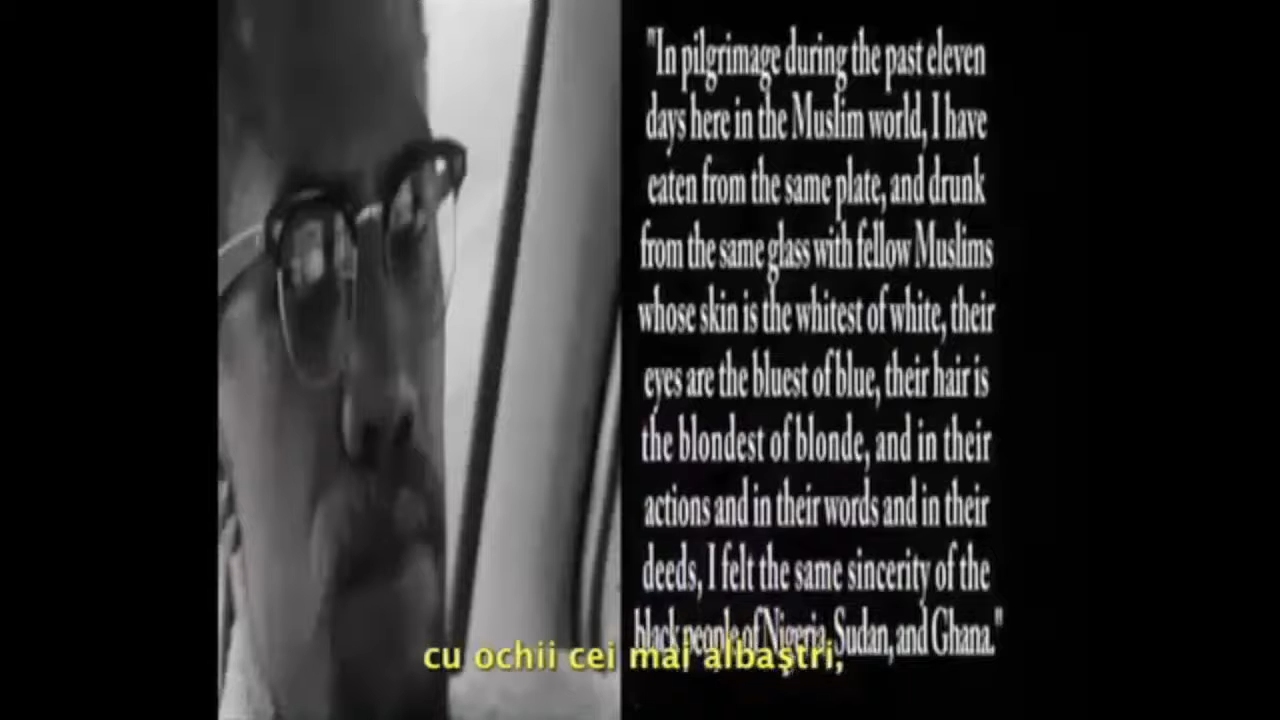 "In pilgrimage during the past eleven
days here in the Muslim world, I have
eaten from the same plate, and drunk
from the same glass with fellow Muslims
whose skin is the whitest of white, their
eyes are the bluest of blue, their hair is
the blondest of blonde, and in their
actions and in their words and in their
deeds, I felt the same sincerity of the
black people of Nigeria, Sudan, and Ghana."
cu ochii cei mai albaştri,